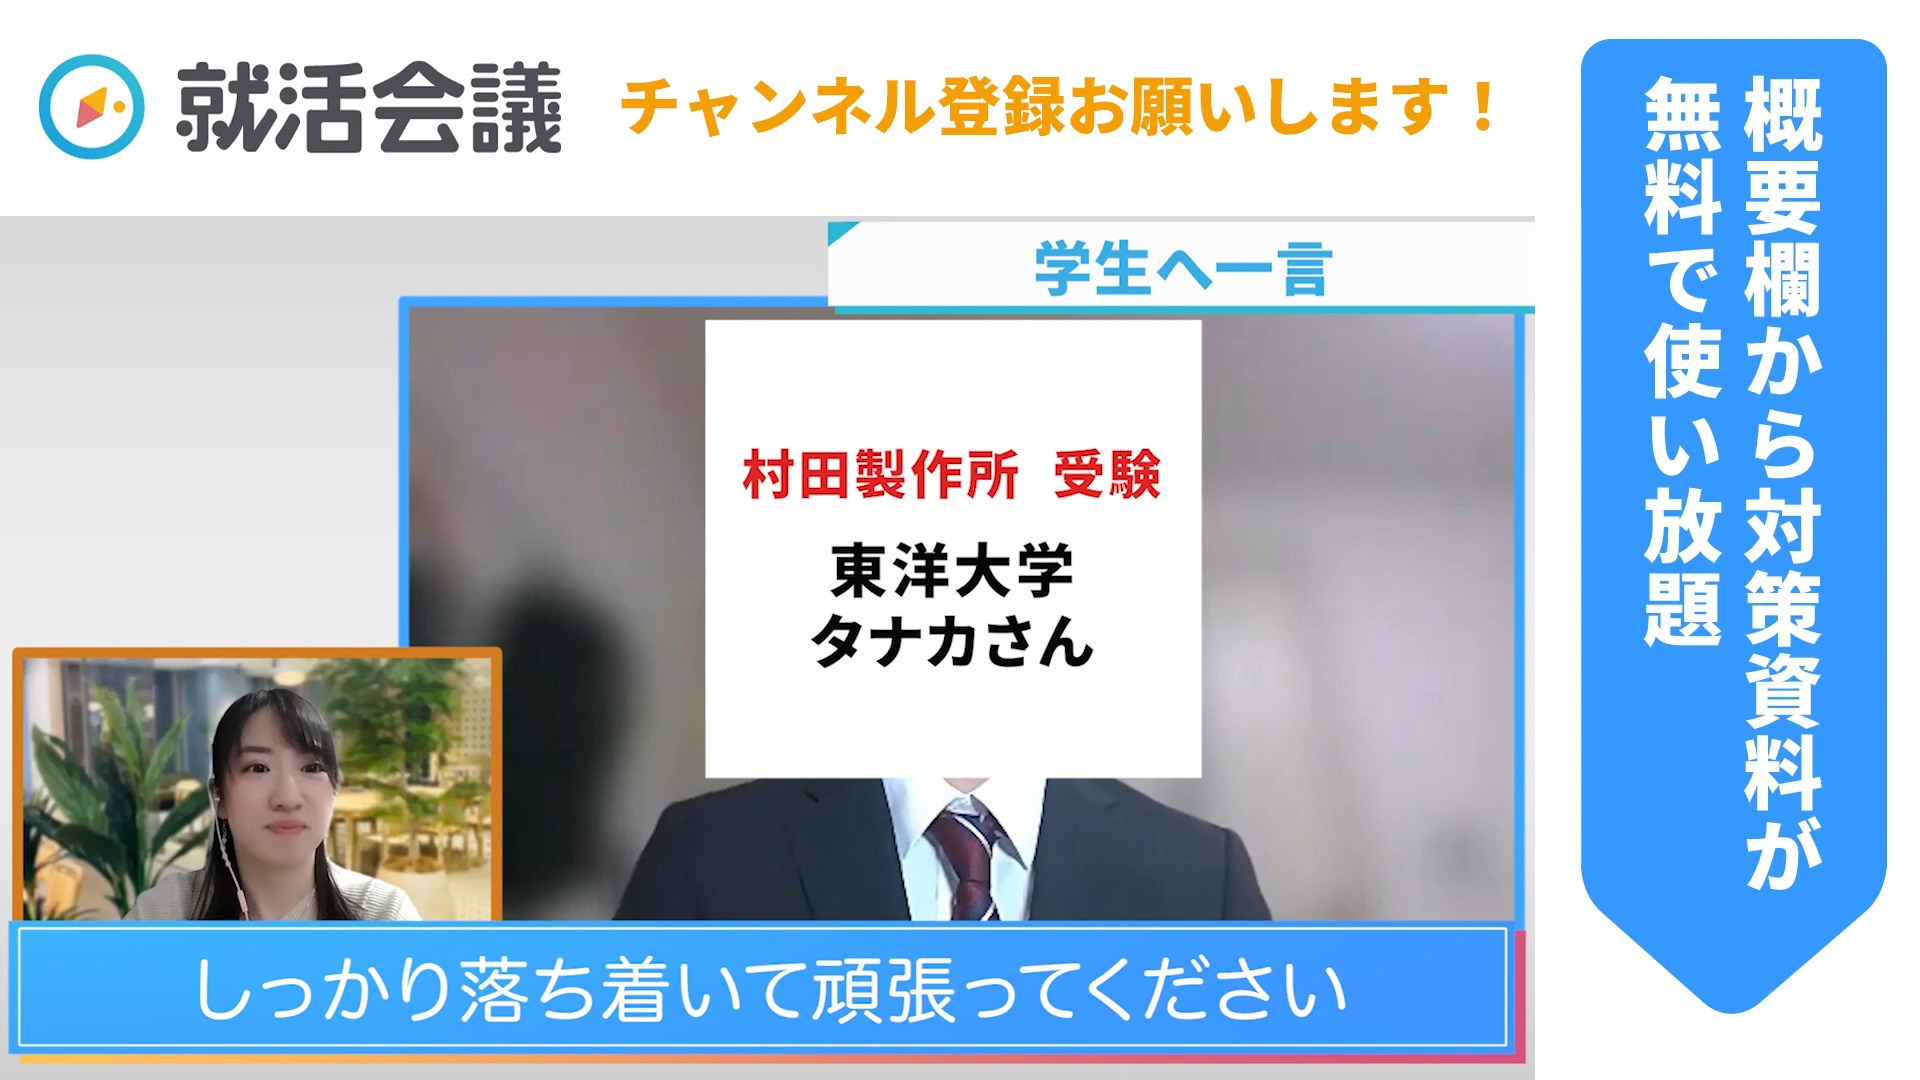 就活会議
チャンネル登録お願いします！
概要欄から対策資料が
無料で使い放題
学生へ一言
村田製作所 受験
東洋大学
タナカさん
しっかり落ち着いて頑張ってください